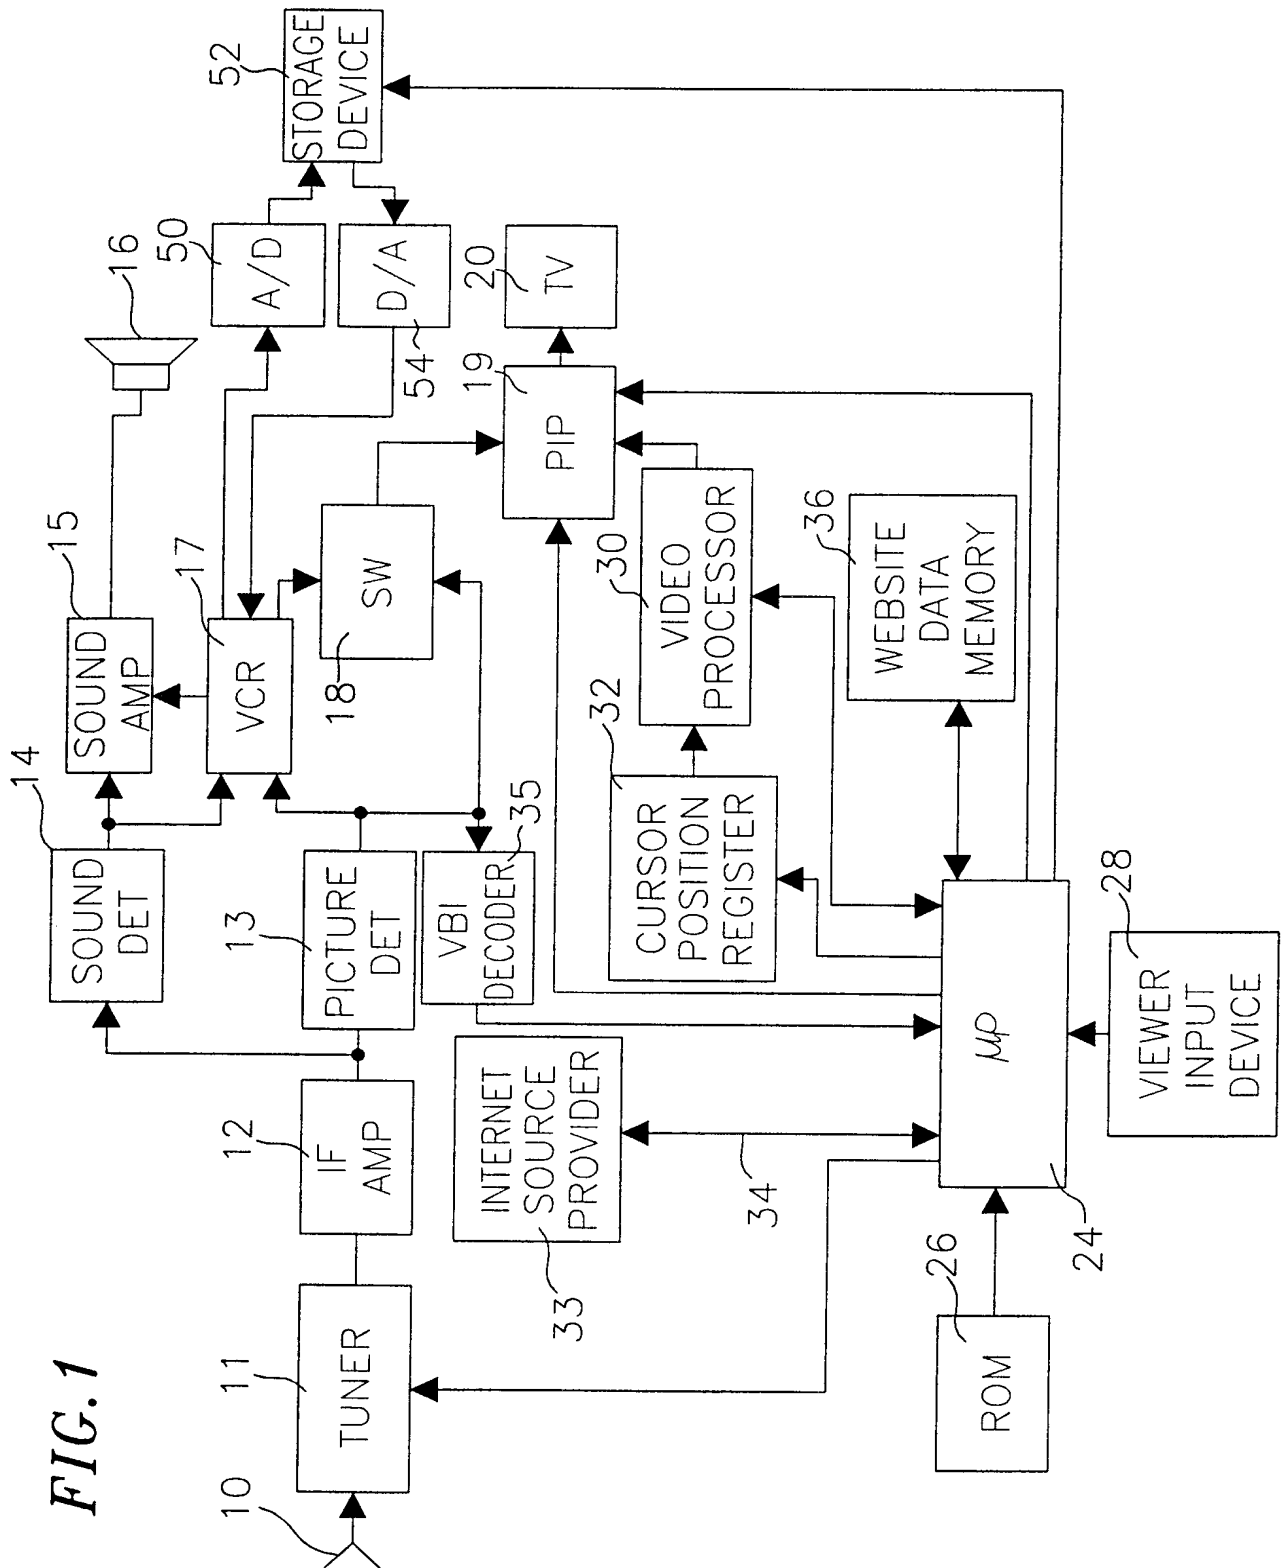 FIG. 1
10
11
TUNER
12
IF
AMP
13
PICTURE
DET
14
SOUND
DET
15
SOUND
AMP
16
17
VCR
18
SW
50
A/D
52
STORAGE
DEVICE
D/A
54
19
PIP
20
TV
35
VBI
DECODER
INTERNET
SOURCE
PROVIDER
33
34
32
CURSOR
POSITION
REGISTER
30
VIDEO
PROCESSOR
36
WEBSITE
DATA
MEMORY
26
ROM
μp
24
28
VIEWER
INPUT
DEVICE